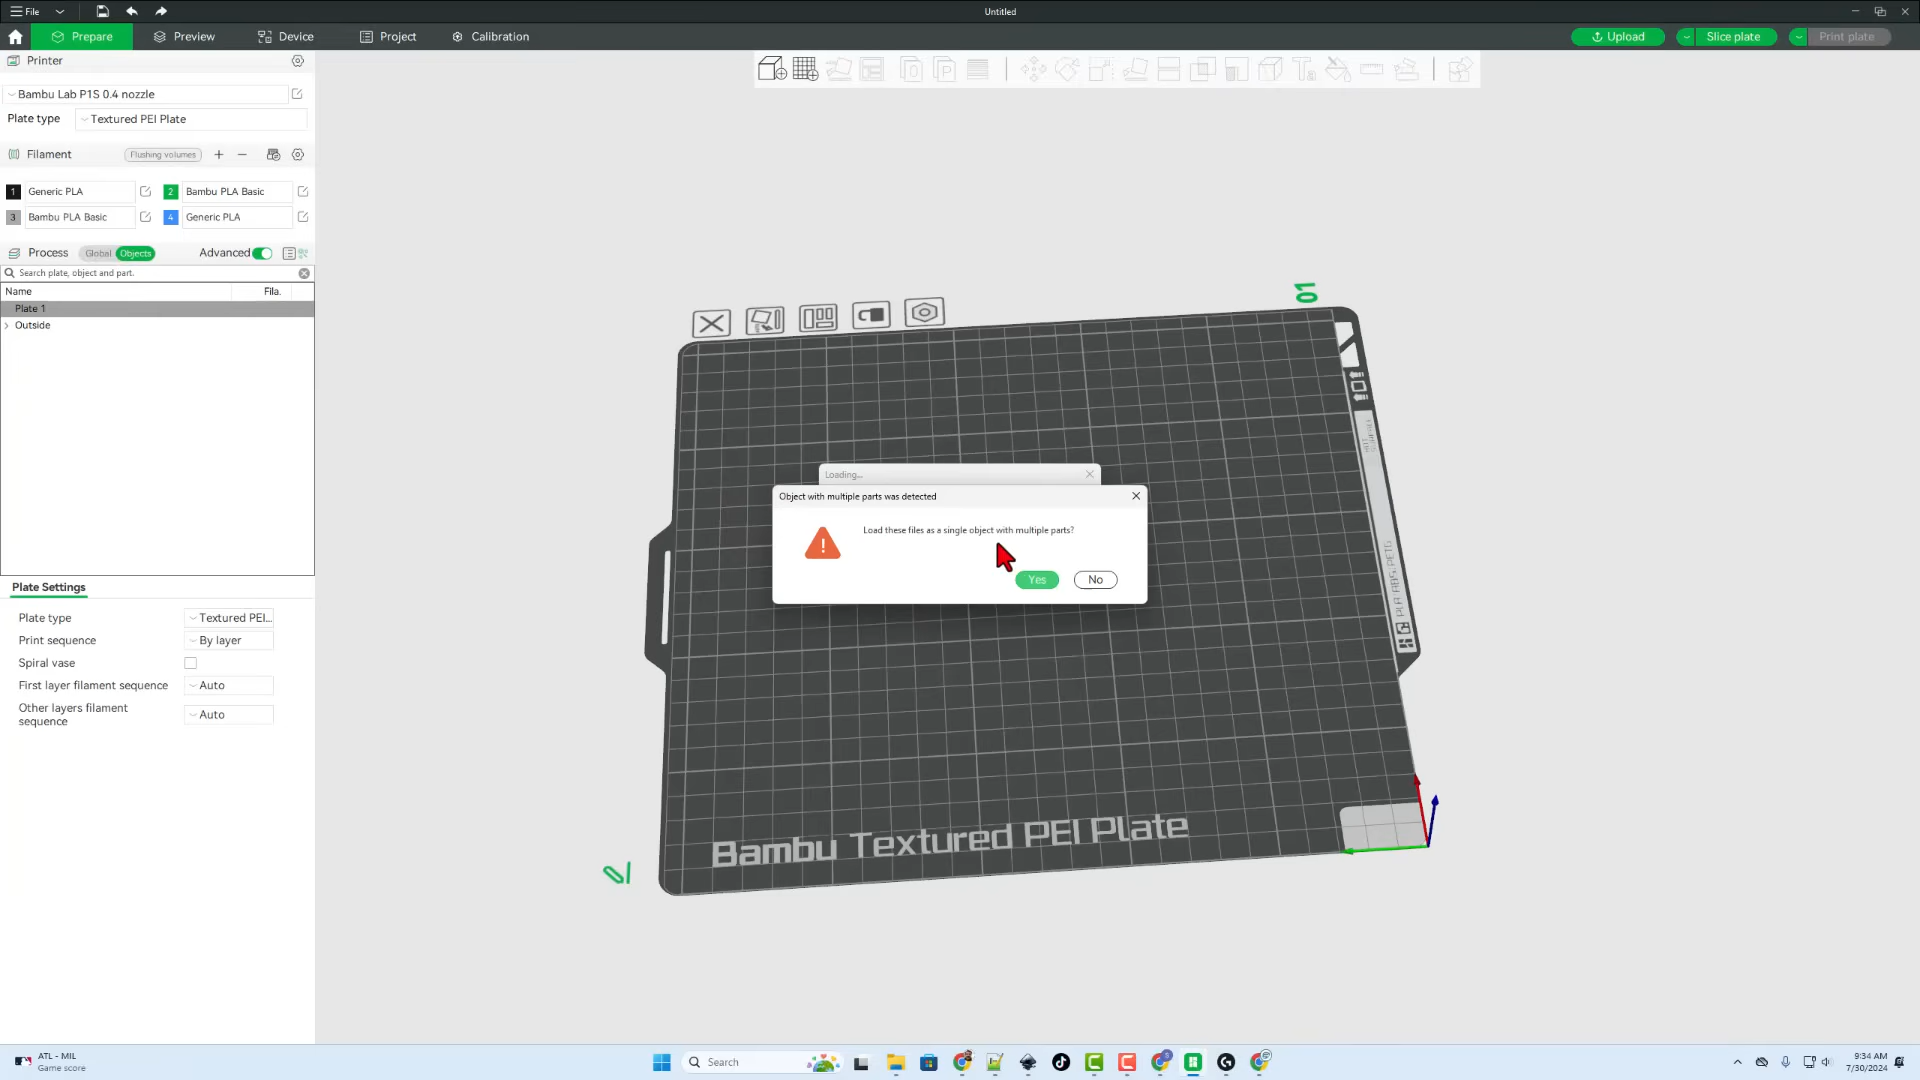 File
Untitled
Prepare
Preview
Device
Project
Calibration
Upload
Slice plate
Print plate
Printer
Bambu Lab P1S 0.4 nozzle
Plate type
Textured PEI Plate
Filament
Flushing volumes
1 Generic PLA
2 Bambu PLA Basic
3 Bambu PLA Basic
4 Generic PLA
Process
Global
Objects
Advanced
Search plate, object and part.
Name
Fila.
Plate 1
Outside
01
Loading...
Object with multiple parts was detected
Load these files as a single object with multiple parts?
Yes
No
Plate Settings
Plate type
Textured PEI...
Print sequence
By layer
Spiral vase
First layer filament sequence
Auto
Other layers filament
sequence
Auto
Bambu Textured PEI Plate
ATL - MIL
Game score
Search
9:34 AM
7/30/2024